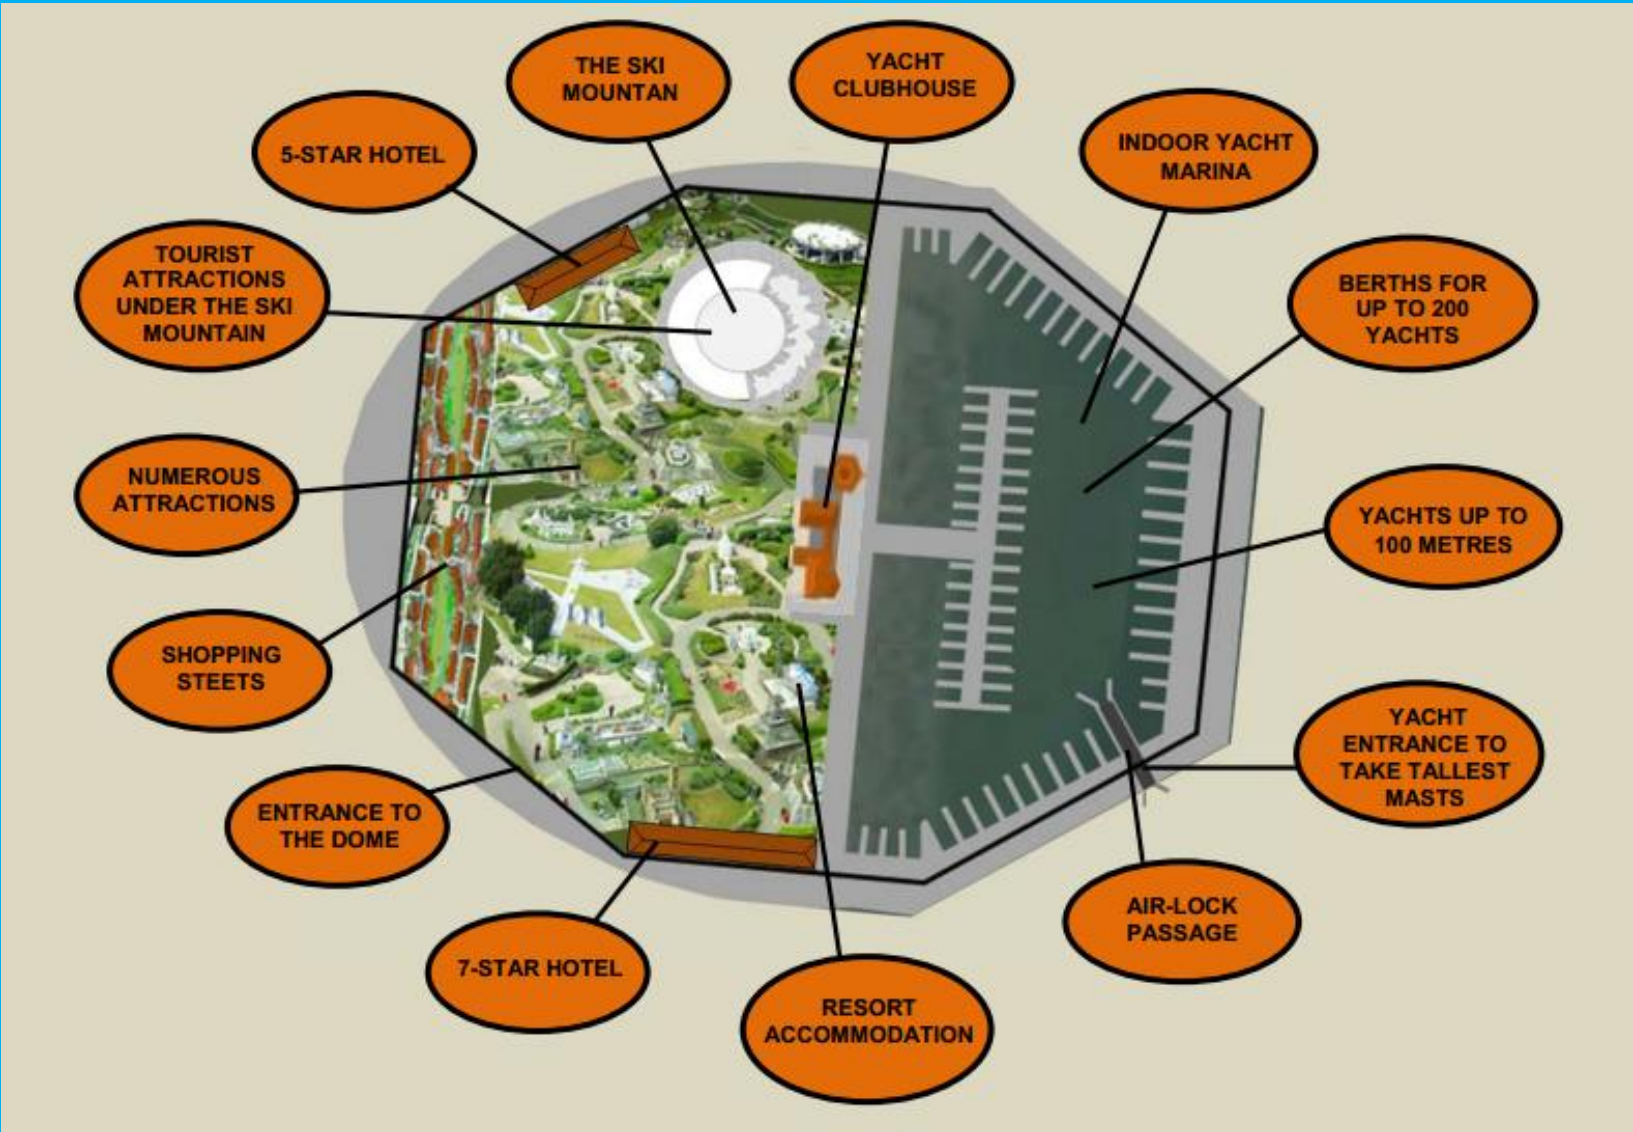 THE SKI
MOUNTAN
YACHT
CLUBHOUSE
5-STAR HOTEL
INDOOR YACHT
MARINA
TOURIST
ATTRACTIONS
UNDER THE SKI
MOUNTAIN
BERTHS FOR
UP TO 200
YACHTS
NUMEROUS
ATTRACTIONS
YACHTS UP TO
100 METRES
SHOPPING
STEETS
YACHT
ENTRANCE TO
TAKE TALLEST
MASTS
ENTRANCE TO
THE DOME
AIR-LOCK
PASSAGE
7-STAR HOTEL
RESORT
ACCOMMODATION